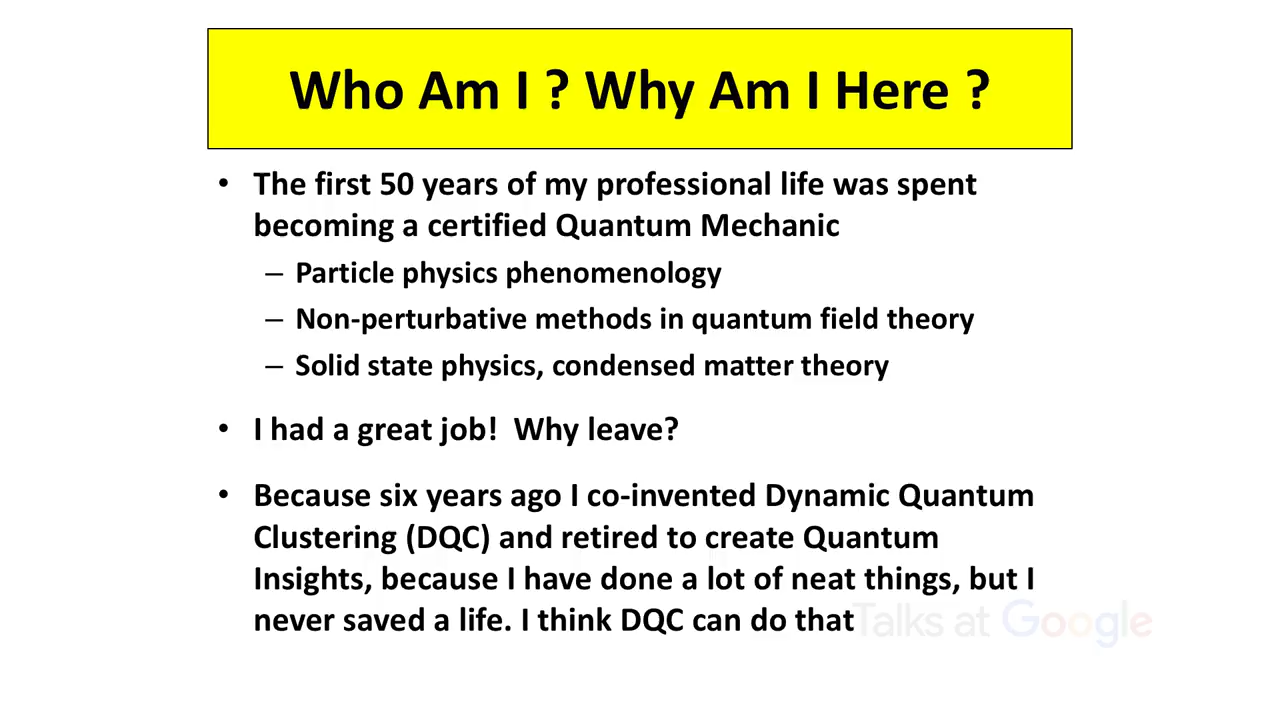 Who Am I ? Why Am I Here ?
• The first 50 years of my professional life was spent
becoming a certified Quantum Mechanic
– Particle physics phenomenology
– Non-perturbative methods in quantum field theory
– Solid state physics, condensed matter theory
• I had a great job!  Why leave?
• Because six years ago I co-invented Dynamic Quantum
Clustering (DQC) and retired to create Quantum
Insights, because I have done a lot of neat things, but I
never saved a life. I think DQC can do that
Talks at Google